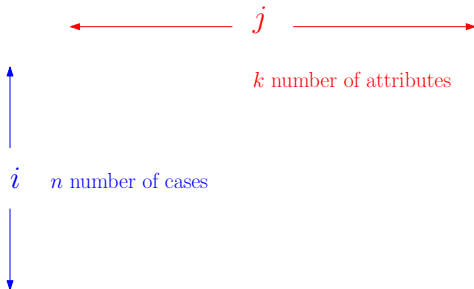 j
k number of attributes
i n number of cases